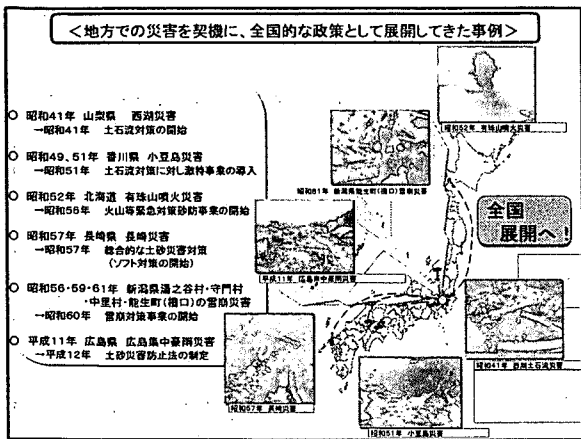 ＜地方での災害を契機に、全国的な政策として展開してきた事例＞
○ 昭和41年 山梨県 西湖災害
→昭和41年 土石流対策の開始
○ 昭和49、51年 香川県 小豆島災害
→昭和51年 土石流対策に対し激特事業の導入
○ 昭和52年 北海道 有珠山噴火災害
→昭和56年 火山等緊急対策砂防事業の開始
○ 昭和57年 長崎県 長崎災害
→昭和57年 総合的な土砂災害対策
（ソフト対策の開始）
○ 昭和56・59・61年 新潟県湯之谷村・守門村
・中里村・能生町（柵口）の雪崩災害
→昭和60年 雪崩対策事業の開始
○ 平成11年 広島県 広島集中豪雨災害
→平成12年 土砂災害防止法の制定
昭和52年 有珠山噴火災害
昭和61年 新潟県能生町（柵口）雪崩災害
全国
展開へ！
平成11年 広島集中豪雨災害
昭和41年 西湖土石流災害
昭和57年 長崎災害
昭和51年 小豆島災害